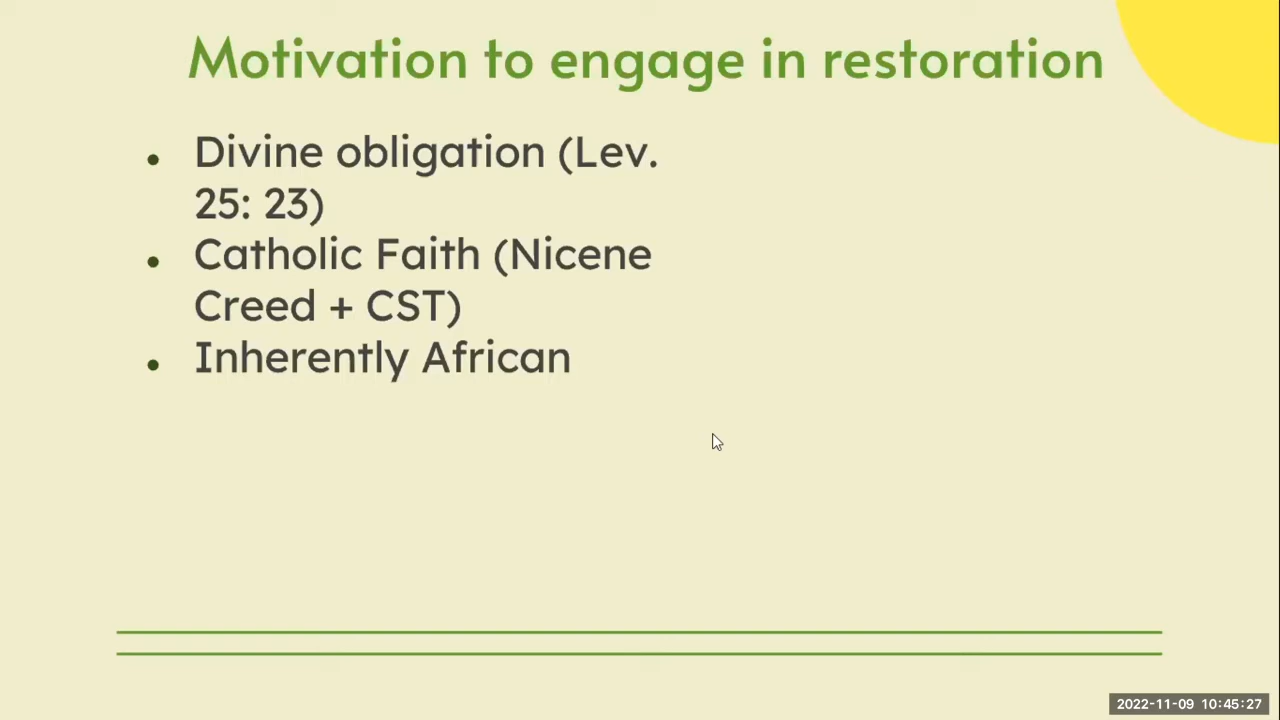 Motivation to engage in restoration
• Divine obligation (Lev.
25: 23)
• Catholic Faith (Nicene
Creed + CST)
• Inherently African
2022-11-09 10:45:27